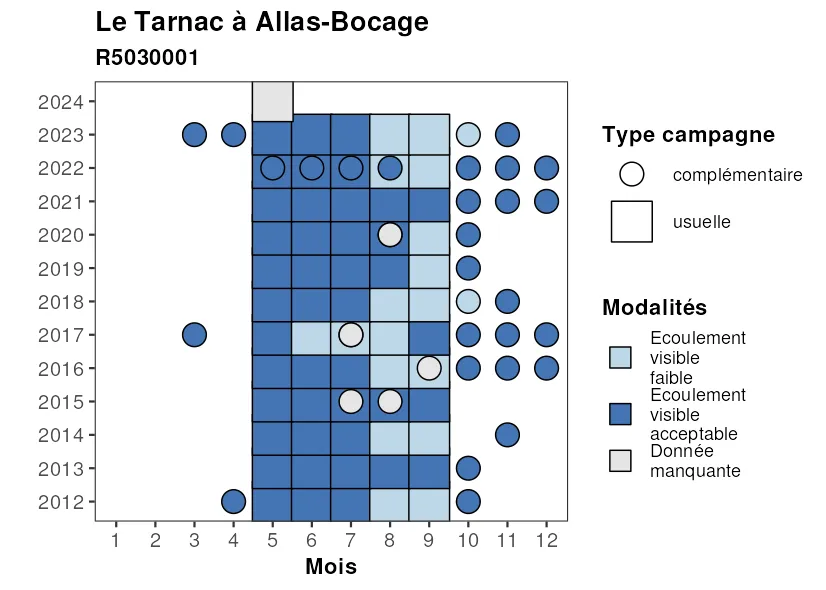 Le Tarnac à Allas-Bocage
R5030001
2024
2023
2022
2021
2020
2019
2018
2017
2016
2015
2014
2013
2012
1 2 3 4 5 6 7 8 9 10 11 12
Mois
Type campagne
complémentaire
usuelle
Modalités
Ecoulement
visible
faible
Ecoulement
visible
acceptable
Donnée
manquante